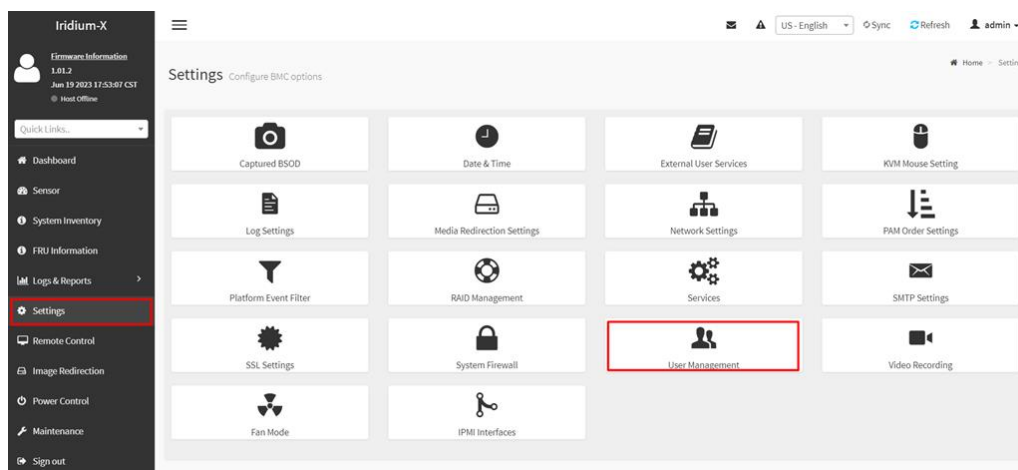 Iridium-X
US - English
Sync
Refresh
admin
Firmware Information
1.01.2
Jun 19 2023 17:53:07 CST
Host Offline
Quick Links..
Dashboard
Sensor
System Inventory
FRU Information
Logs & Reports
Settings
Remote Control
Image Redirection
Power Control
Maintenance
Sign out
Settings Configure BMC options
Home > Settin
Captured BSOD
Date & Time
External User Services
KVM Mouse Setting
Log Settings
Media Redirection Settings
Network Settings
PAM Order Settings
Platform Event Filter
RAID Management
Services
SMTP Settings
SSL Settings
System Firewall
User Management
Video Recording
Fan Mode
IPMI Interfaces